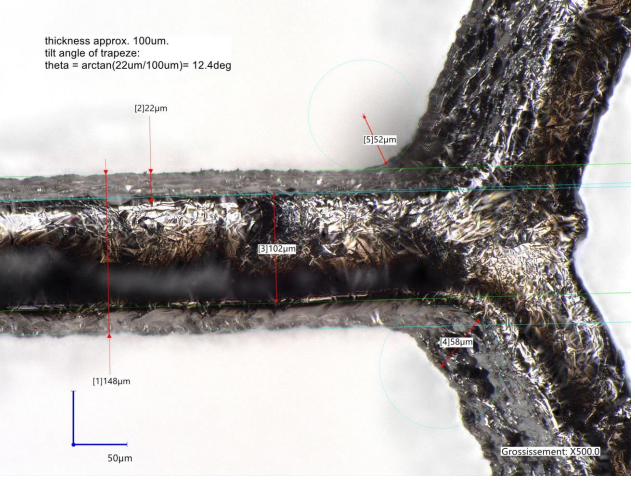 thickness approx. 100um.
tilt angle of trapeze:
theta = arctan(22um/100um)= 12.4deg
[2]22µm
[5]52µm
[3]102µm
[4]58µm
[1]148µm
50µm
Grossissement: X500.0